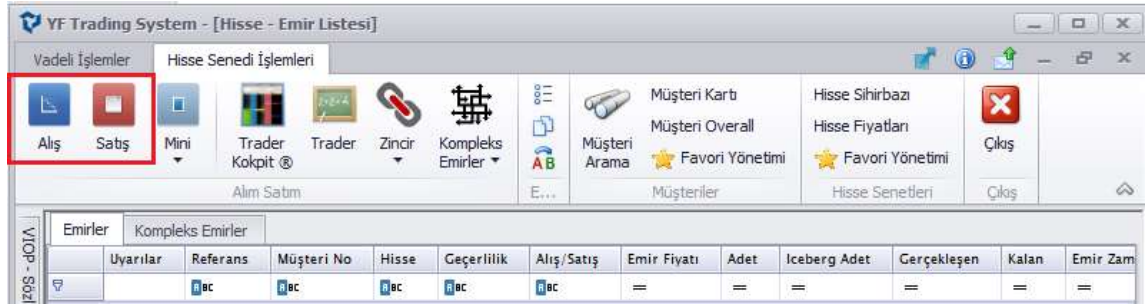 YF Trading System - [Hisse - Emir Listesi]
Vadeli İşlemler Hisse Senedi İşlemleri
Alış Satış Mini Trader Kokpit ® Trader Zincir Kompleks Emirler AB Müşteri Arama Müşteri Kartı Müşteri Overall Favori Yönetimi Hisse Sihirbazı Hisse Fiyatları Favori Yönetimi Çıkış
Alım Satım E... Müşteriler Hisse Senetleri Çıkış
Emirler Kompleks Emirler
Uyarılar Referans Müşteri No Hisse Geçerlilik Alış/Satış Emir Fiyatı Adet Iceberg Adet Gerçekleşen Kalan Emir Zam
VIOP - Sözl